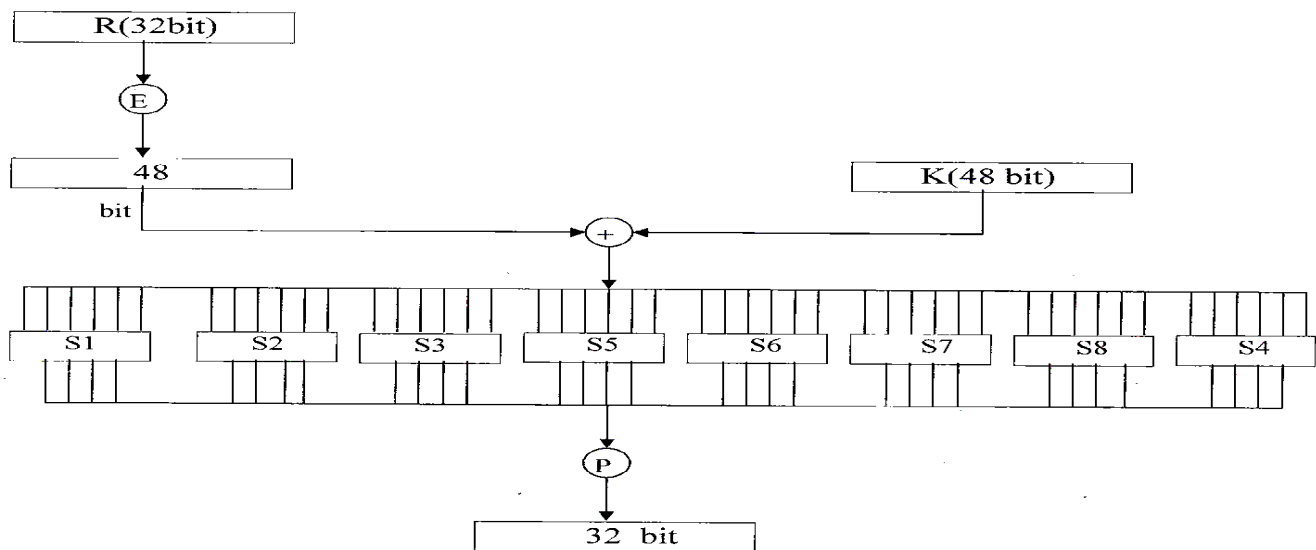 R(32bit)
E
48
K(48 bit)
bit
+
S1 S2 S3 S5 S6 S7 S8 S4
P
32 bit